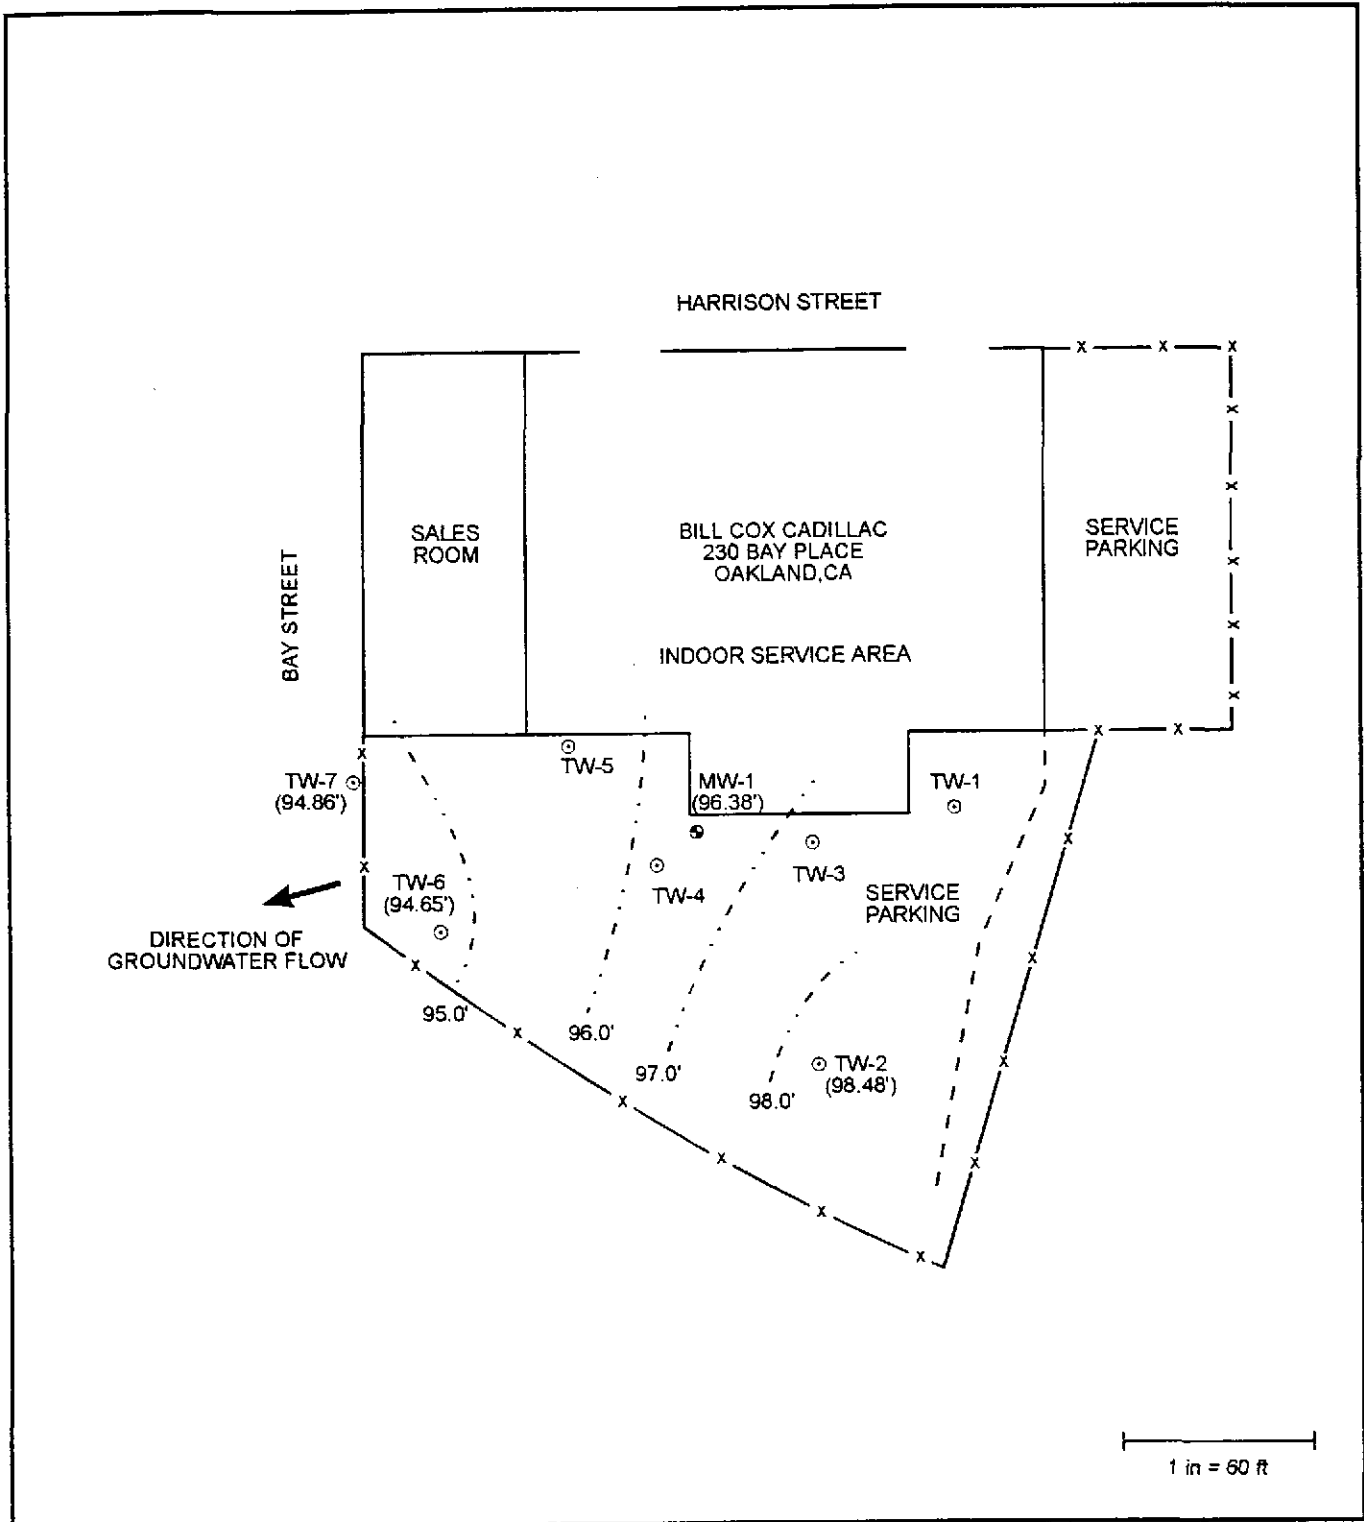 HARRISON STREET
SALES
ROOM
BILL COX CADILLAC
230 BAY PLACE
OAKLAND,CA
SERVICE
PARKING
BAY STREET
INDOOR SERVICE AREA
TW-5
TW-7
(94.86')
MW-1
(96.38')
TW-1
TW-3
TW-6
(94.65')
TW-4
SERVICE
PARKING
DIRECTION OF
GROUNDWATER FLOW
95.0'
96.0'
97.0'
98.0'
TW-2
(98.48')
1 in = 60 ft